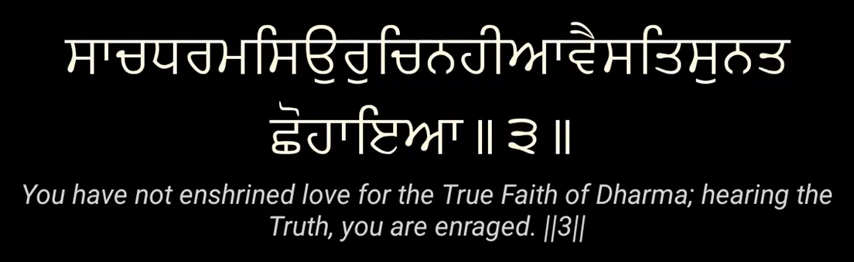 ਸਾਚਧਰਮਸਿਉਰੁਚਿਨਹੀਆਵੈਸਤਿਸੁਨਤ
ਛੋਹਾਇਆ॥੩॥
You have not enshrined love for the True Faith of Dharma; hearing the
Truth, you are enraged. ||3||